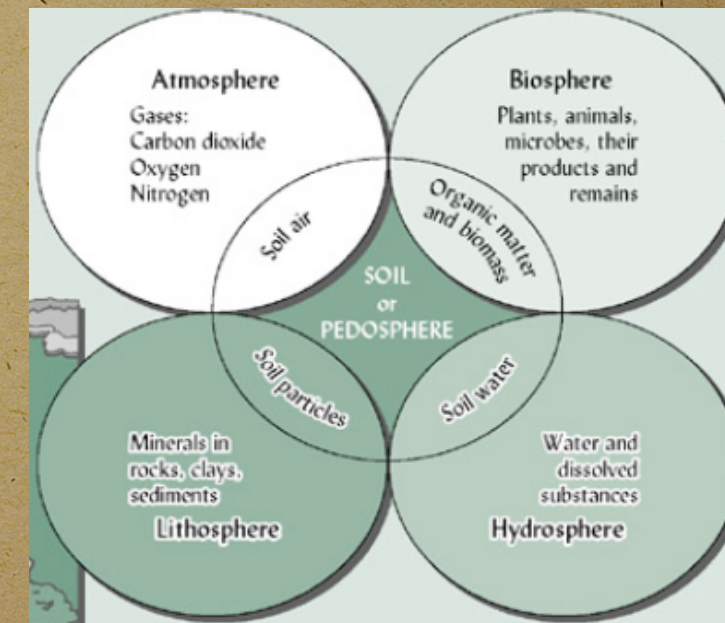 Atmosphere
Gases:
Carbon dioxide
Oxygen
Nitrogen
Biosphere
Plants, animals,
microbes, their
products and
remains
Soil air
Organic matter
and biomass
SOIL
or
PEDOSPHERE
Soil particles
Soil water
Minerals in
rocks, clays,
sediments
Lithosphere
Water and
dissolved
substances
Hydrosphere